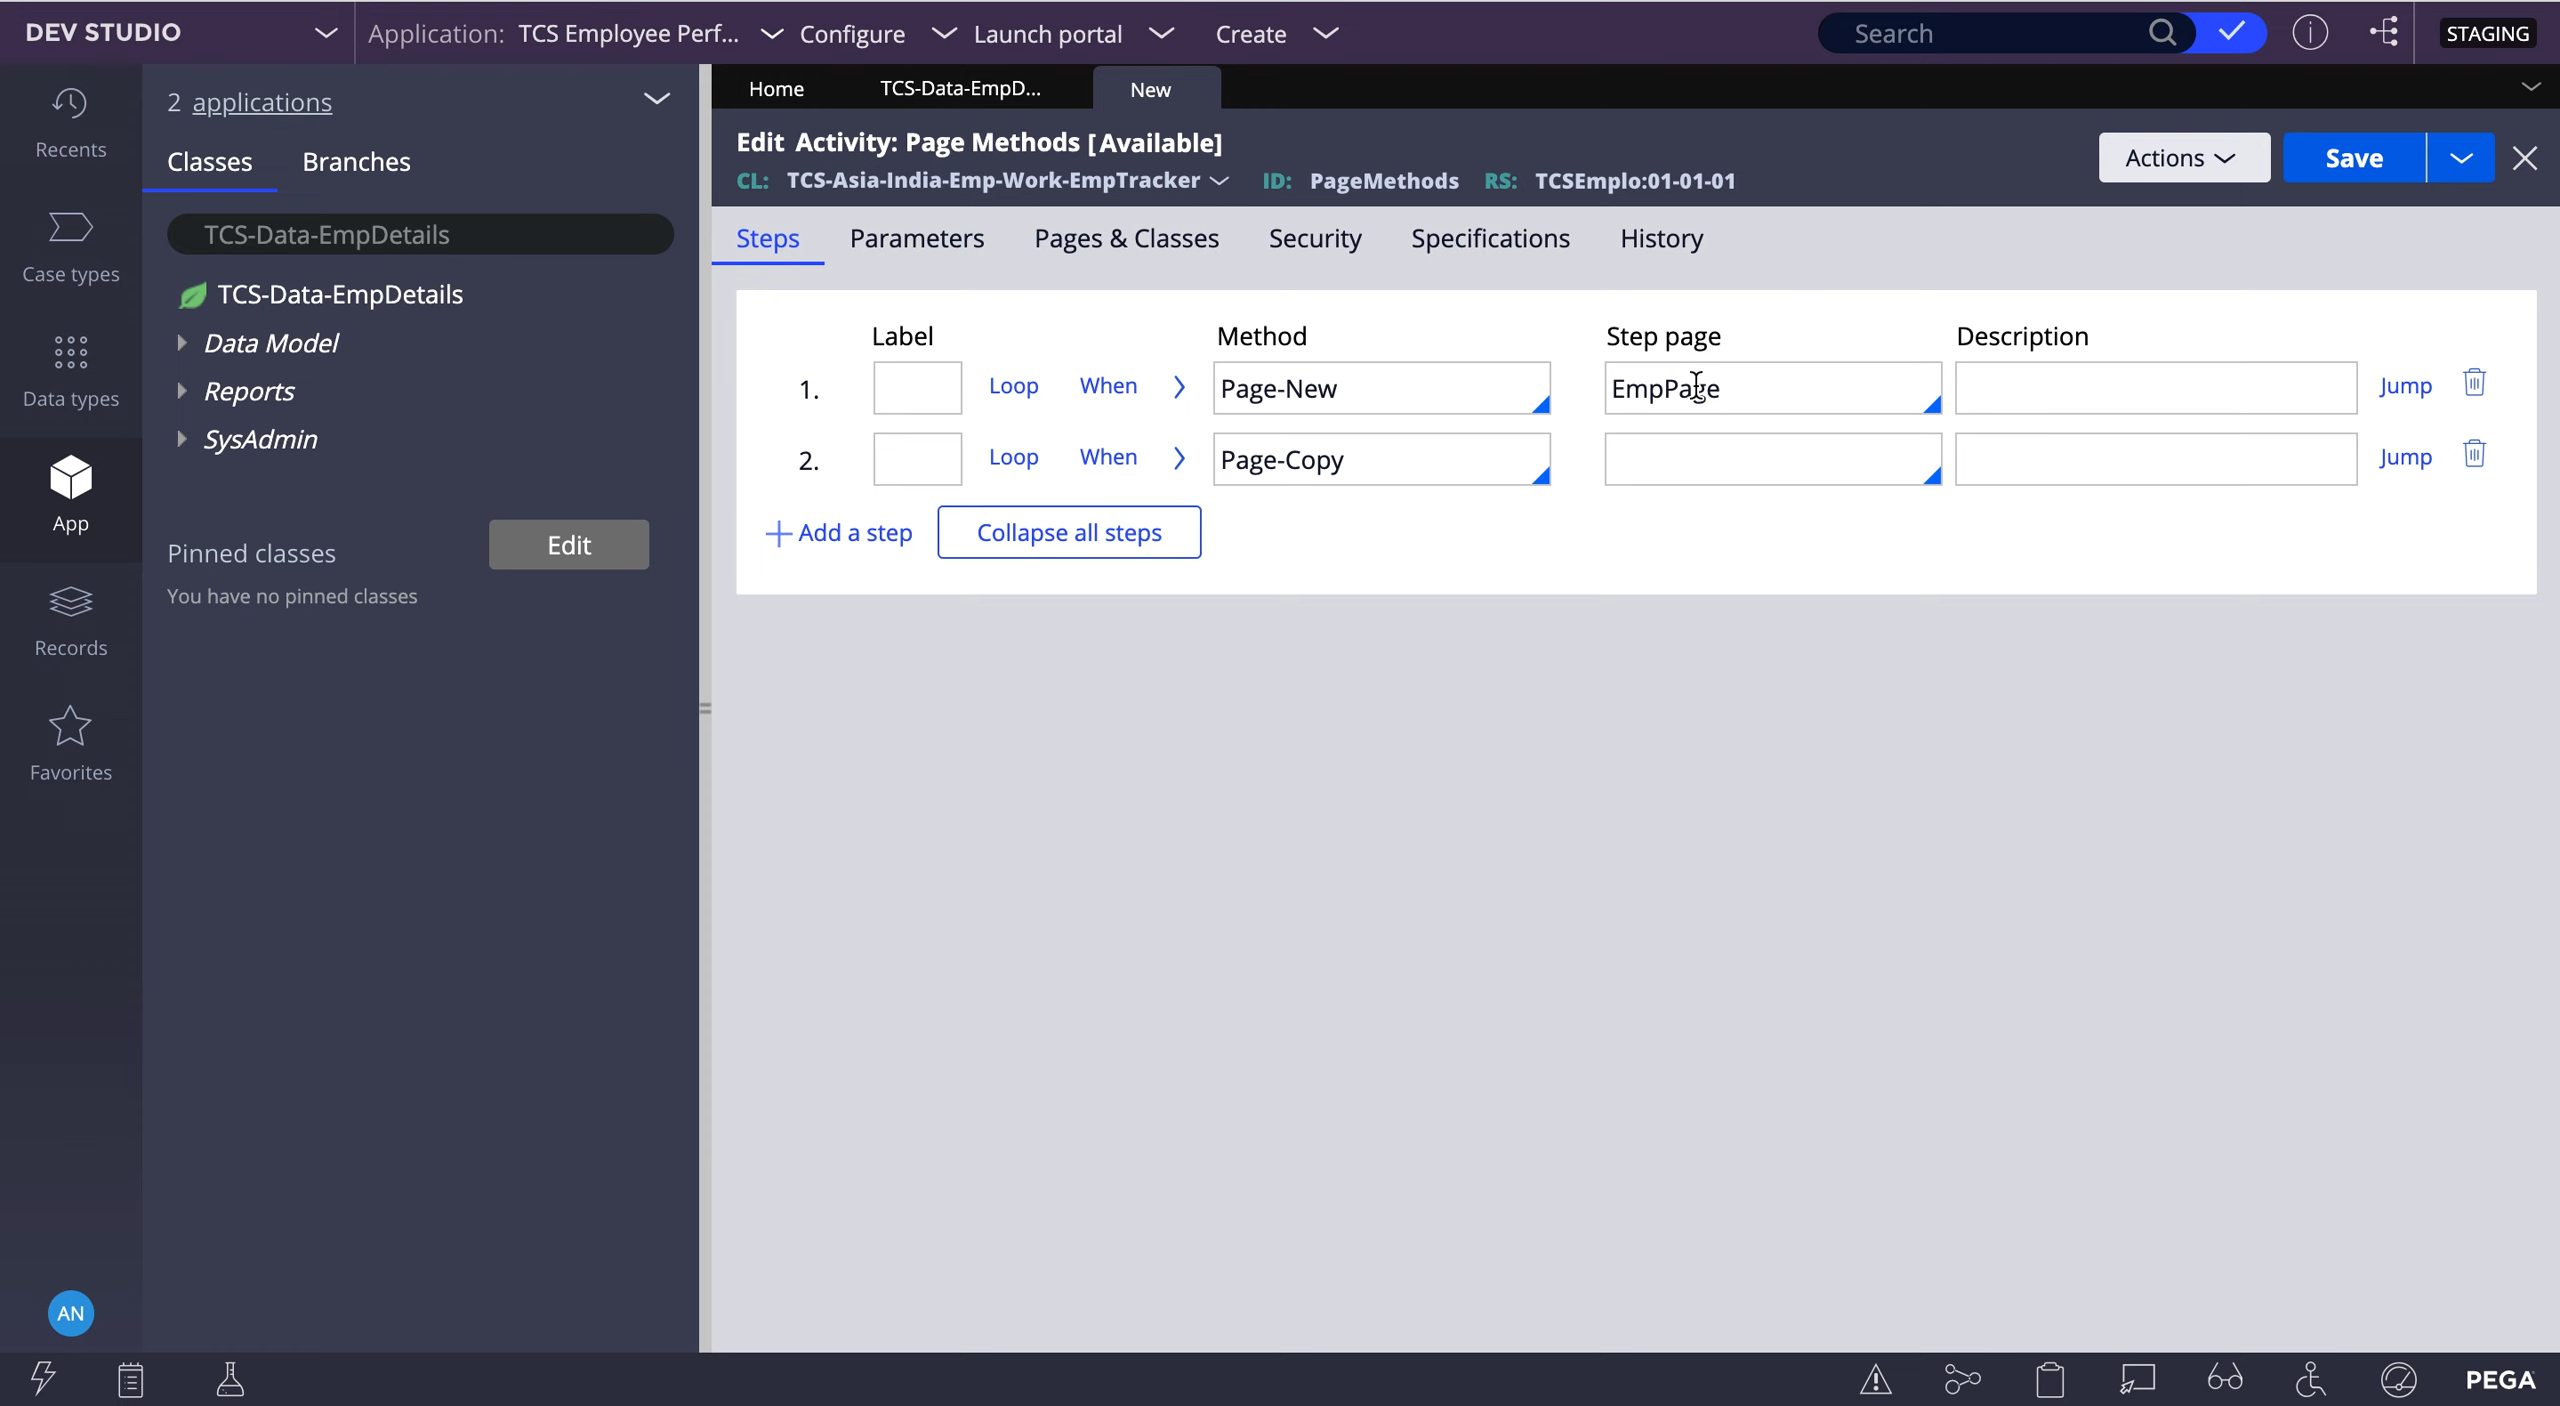 DEV STUDIO
Application: TCS Employee Perf... Configure Launch portal Create
Search
STAGING
Recents
Case types
Data types
App
Records
Favorites
AN
2 applications
Classes Branches
TCS-Data-EmpDetails
TCS-Data-EmpDetails
Data Model
Reports
SysAdmin
Pinned classes Edit
You have no pinned classes
Home TCS-Data-EmpD... New
Edit Activity: Page Methods [Available]
CL: TCS-Asia-India-Emp-Work-EmpTracker ID: PageMethods RS: TCSEmplo:01-01-01
Actions Save
Steps Parameters Pages & Classes Security Specifications History
Label Method Step page Description
1. Loop When Page-New EmpPage Jump
2. Loop When Page-Copy Jump
Add a step Collapse all steps
PEGA